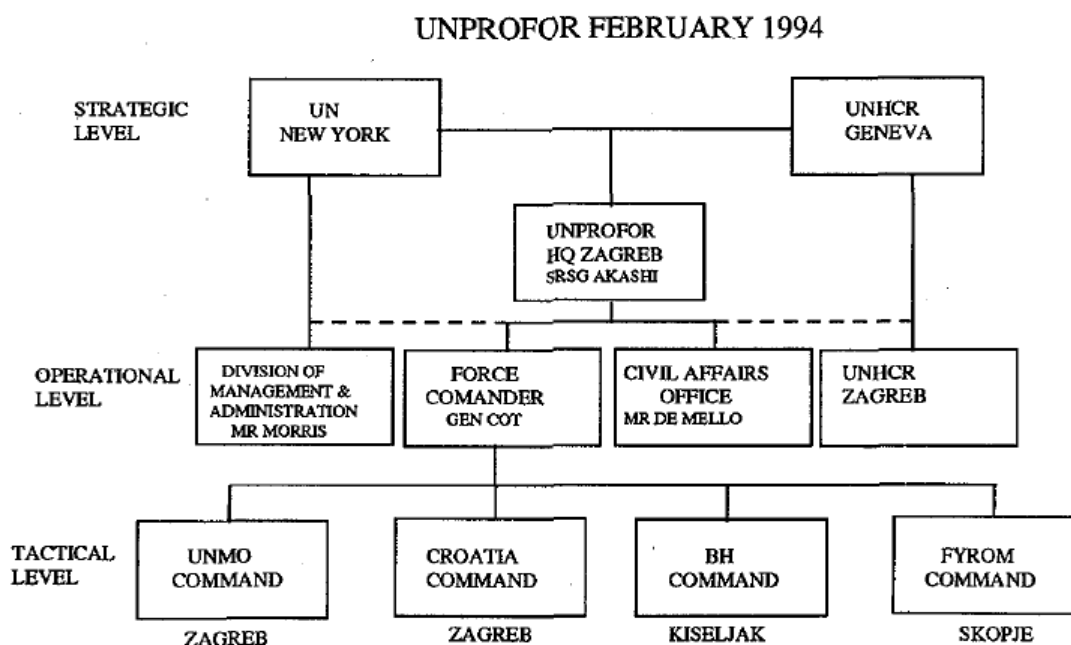 UNPROFOR FEBRUARY 1994
STRATEGIC
LEVEL
UN
NEW YORK
UNHCR
GENEVA
UNPROFOR
HQ ZAGREB
SRSG AKASHI
OPERATIONAL
LEVEL
DIVISION OF
MANAGEMENT &
ADMINISTRATION
MR MORRIS
FORCE
COMANDER
GEN COT
CIVIL AFFAIRS
OFFICE
MR DE MELLO
UNHCR
ZAGREB
TACTICAL
LEVEL
UNMO
COMMAND
ZAGREB
CROATIA
COMMAND
ZAGREB
BH
COMMAND
KISELJAK
FYROM
COMMAND
SKOPJE